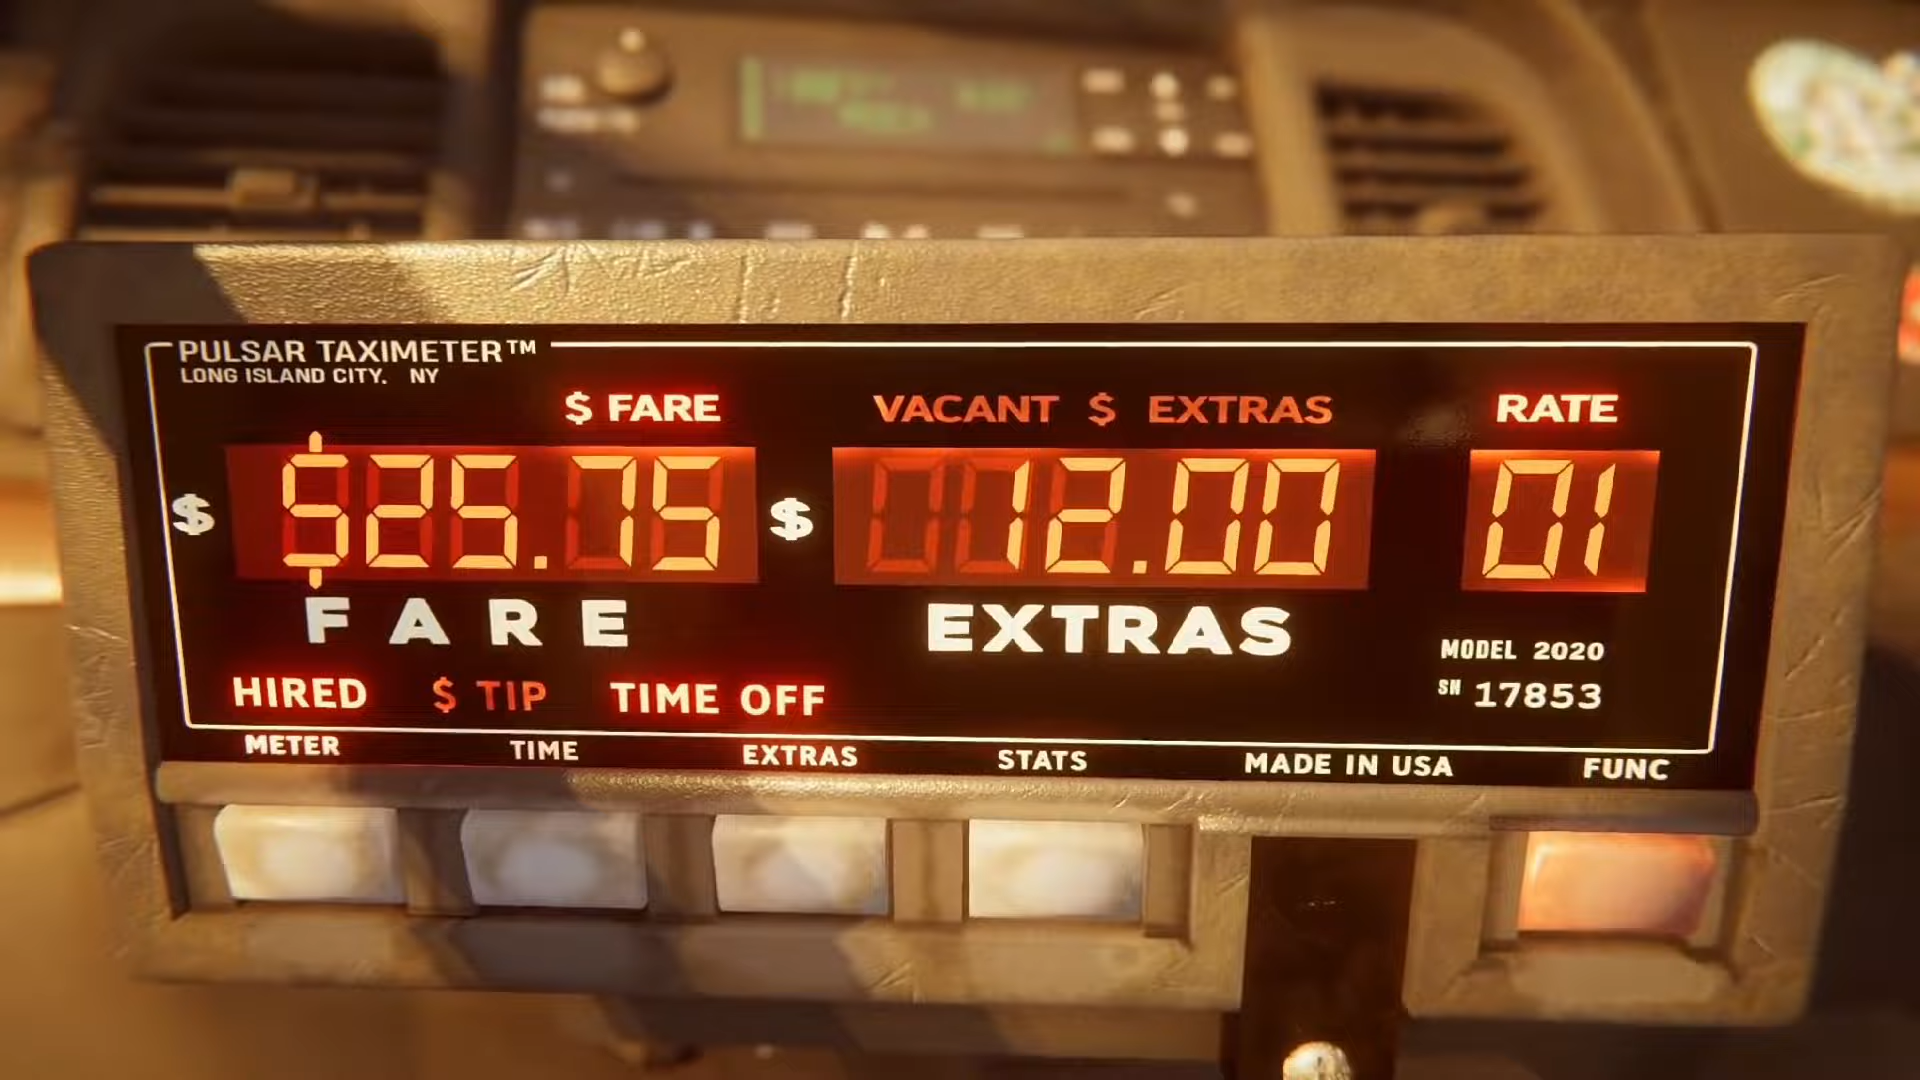 PULSAR TAXIMETER™
LONG ISLAND CITY, NY
$ FARE VACANT $ EXTRAS RATE
$ $25.75 $ 12.00 01
FARE EXTRAS
MODEL 2020
HIRED $ TIP TIME OFF SN 17853
METER TIME EXTRAS STATS MADE IN USA FUNC